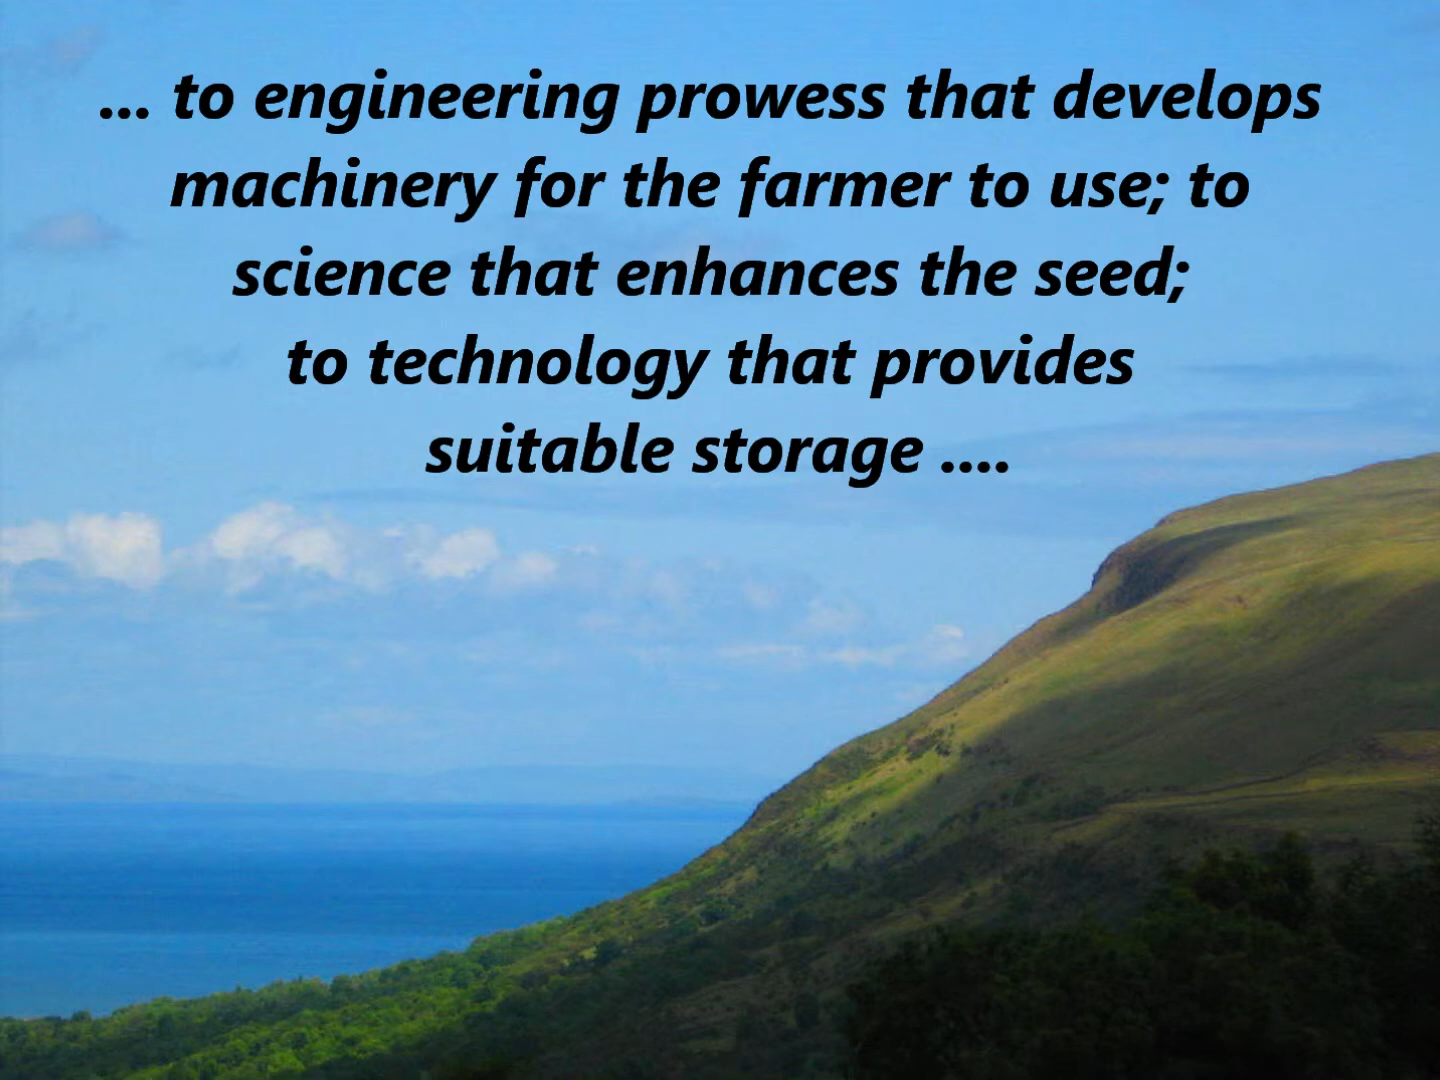 ... to engineering prowess that develops
machinery for the farmer to use; to
science that enhances the seed;
to technology that provides
suitable storage ....